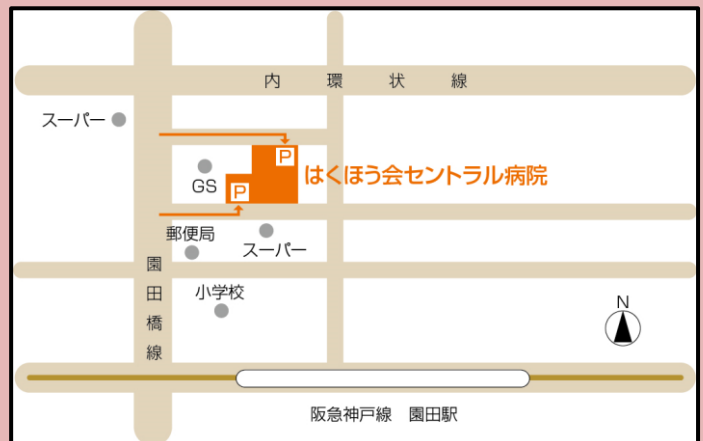 内環状線
スーパー
P
はくほう会セントラル病院
GS
P
郵便局
スーパー
園田橋線
小学校
N
阪急神戸線 園田駅